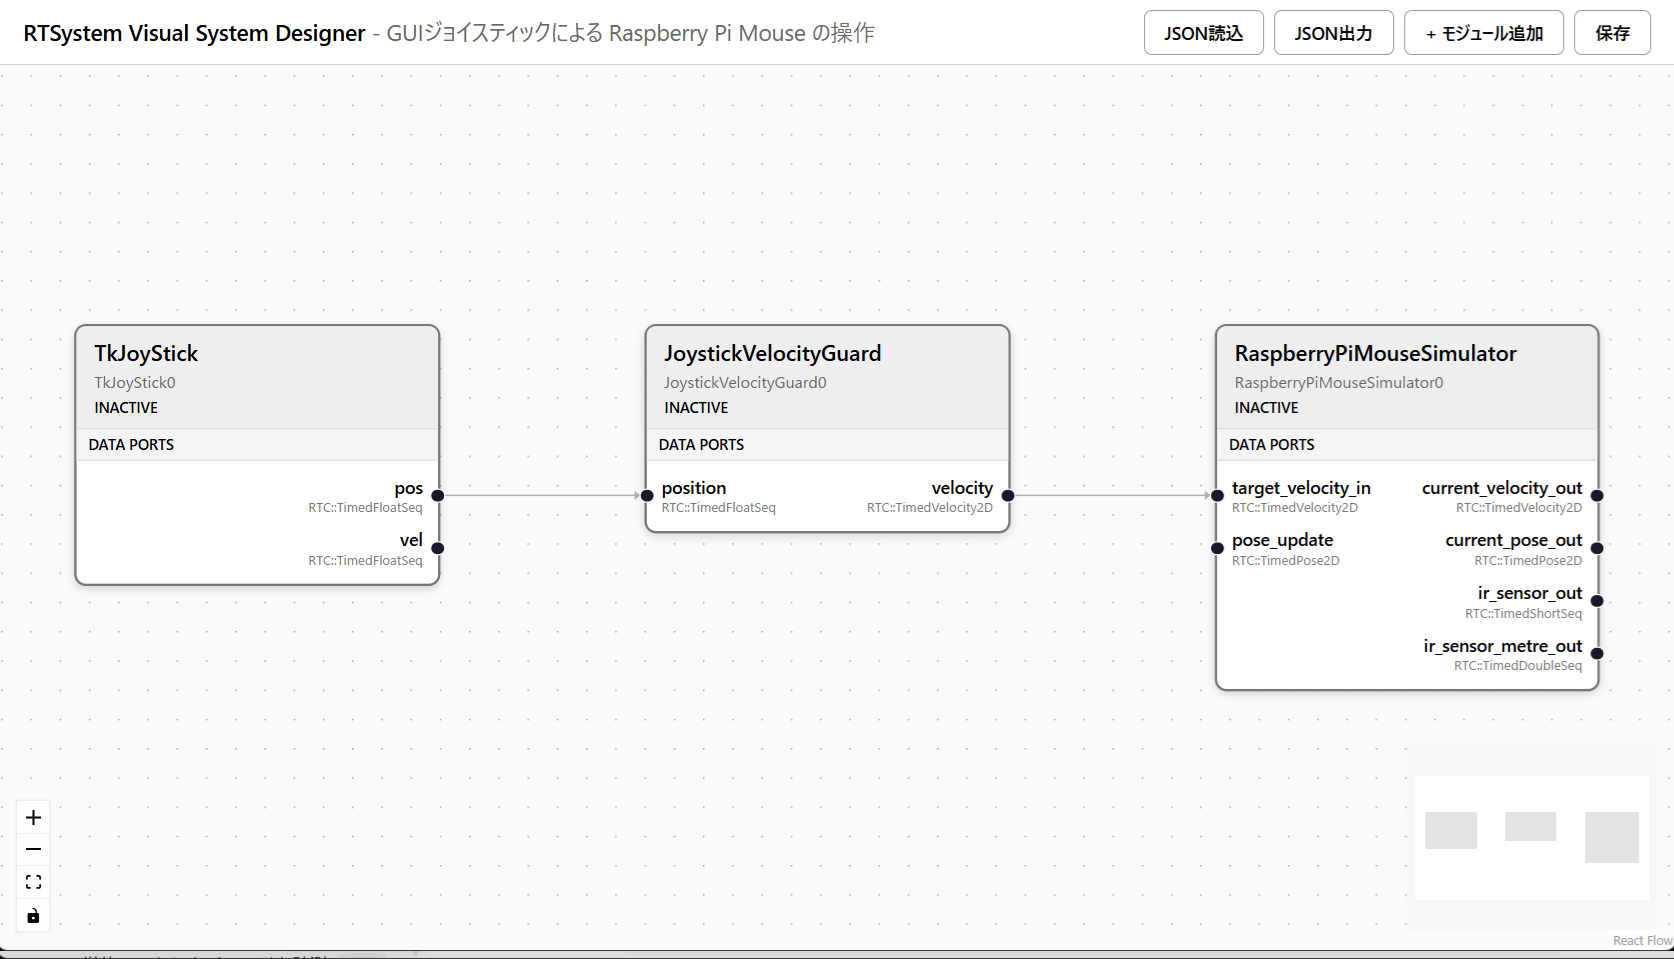 RTSystem Visual System Designer - GUIジョイスティックによる Raspberry Pi Mouse の操作
JSON読込
JSON出力
+ モジュール追加
保存
TkJoyStick
TkJoyStick0
INACTIVE
DATA PORTS
pos
RTC::TimedFloatSeq
vel
RTC::TimedFloatSeq
JoystickVelocityGuard
JoystickVelocityGuard0
INACTIVE
DATA PORTS
position
RTC::TimedFloatSeq
velocity
RTC::TimedVelocity2D
RaspberryPiMouseSimulator
RaspberryPiMouseSimulator0
INACTIVE
DATA PORTS
target_velocity_in
RTC::TimedVelocity2D
pose_update
RTC::TimedPose2D
current_velocity_out
RTC::TimedVelocity2D
current_pose_out
RTC::TimedPose2D
ir_sensor_out
RTC::TimedShortSeq
ir_sensor_metre_out
RTC::TimedDoubleSeq
React Flow